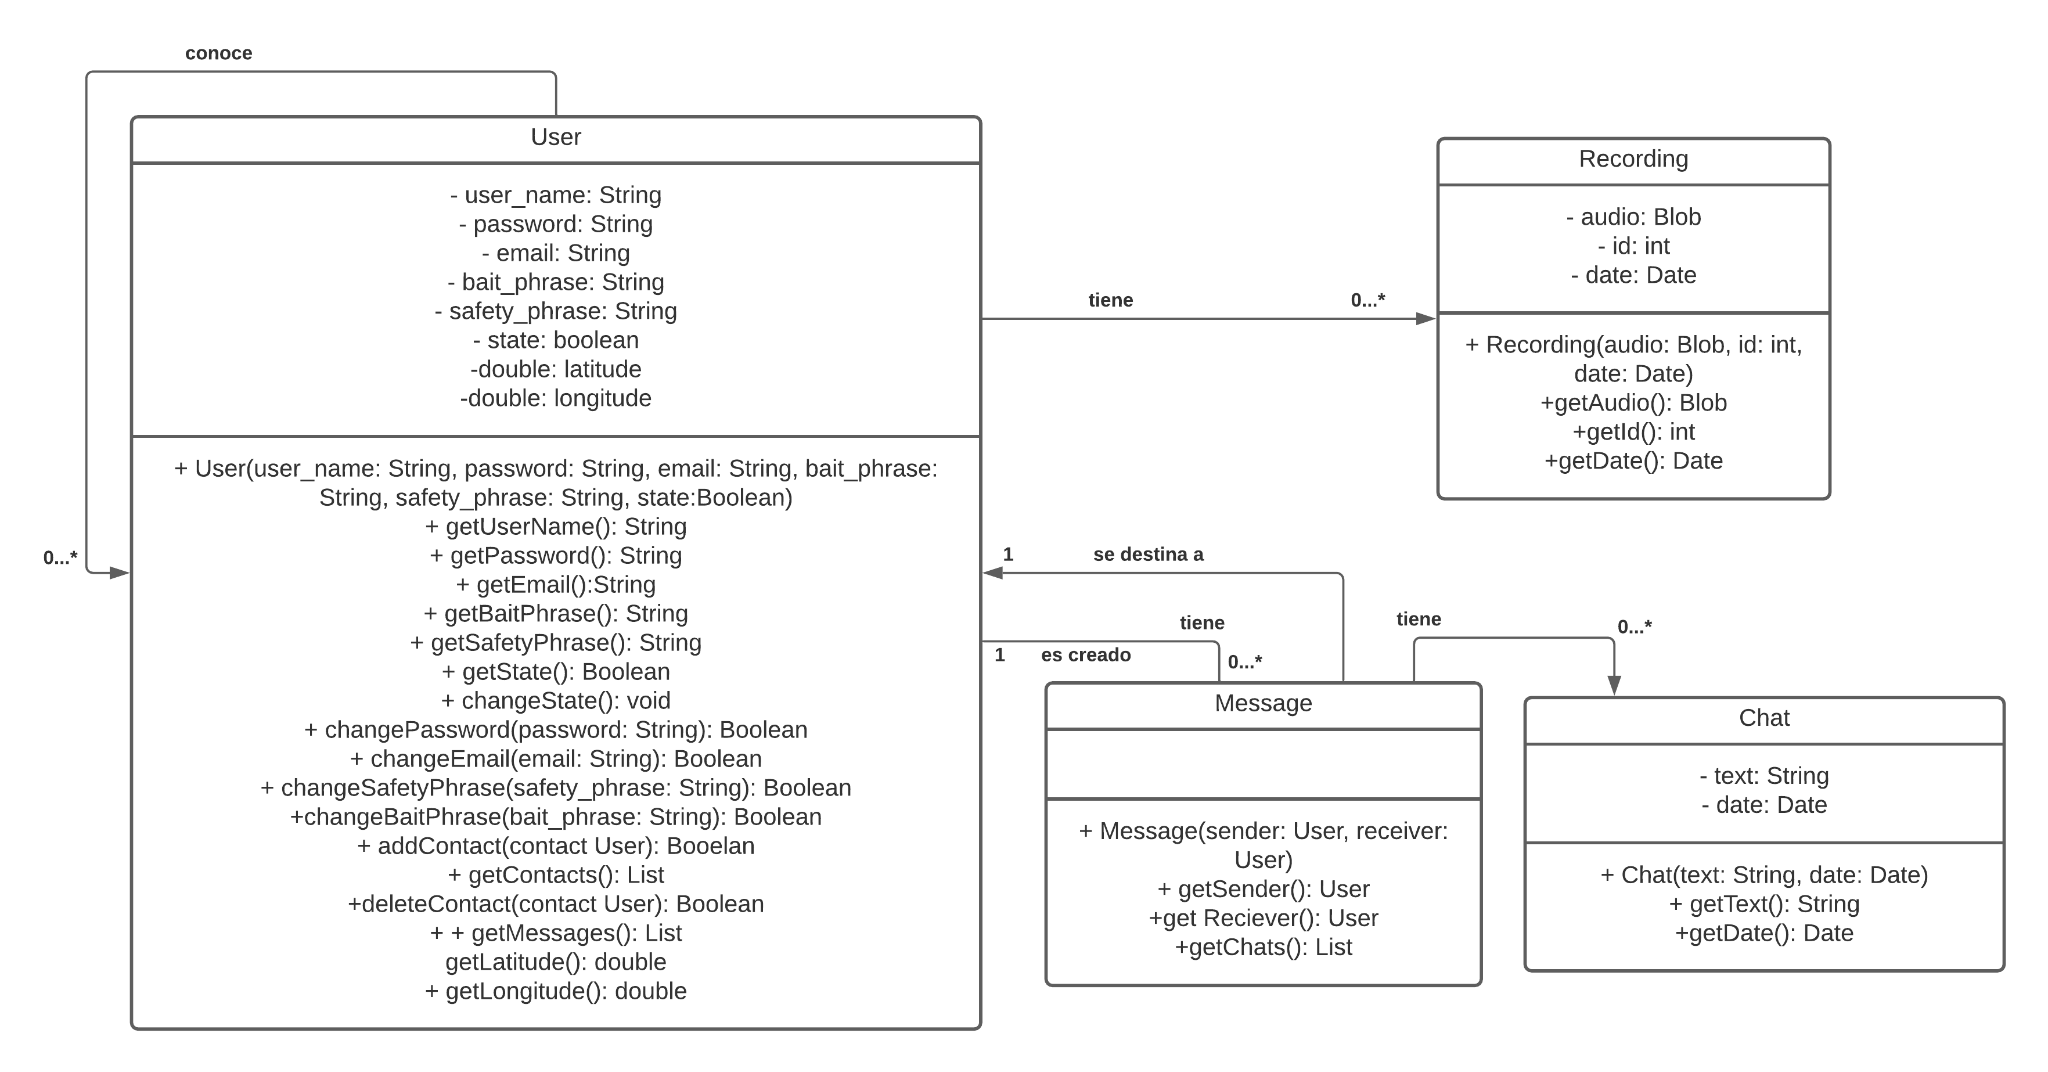 conoce
User
- user_name: String
- password: String
- email: String
- bait_phrase: String
- safety_phrase: String
- state: boolean
-double: latitude
-double: longitude
+ User(user_name: String, password: String, email: String, bait_phrase:
String, safety_phrase: String, state:Boolean)
+ getUserName(): String
+ getPassword(): String
+ getEmail():String
+ getBaitPhrase(): String
+ getSafetyPhrase(): String
+ getState(): Boolean
+ changeState(): void
+ changePassword(password: String): Boolean
+ changeEmail(email: String): Boolean
+ changeSafetyPhrase(safety_phrase: String): Boolean
+changeBaitPhrase(bait_phrase: String): Boolean
+ addContact(contact User): Booelan
+ getContacts(): List
+deleteContact(contact User): Boolean
+ + getMessages(): List
getLatitude(): double
+ getLongitude(): double
0...*
tiene
0...*
Recording
- audio: Blob
- id: int
- date: Date
+ Recording(audio: Blob, id: int,
date: Date)
+getAudio(): Blob
+getId(): int
+getDate(): Date
1
se destina a
tiene
1
es creado
0...*
tiene
0...*
Message
+ Message(sender: User, receiver:
User)
+ getSender(): User
+get Reciever(): User
+getChats(): List
Chat
- text: String
- date: Date
+ Chat(text: String, date: Date)
+ getText(): String
+getDate(): Date